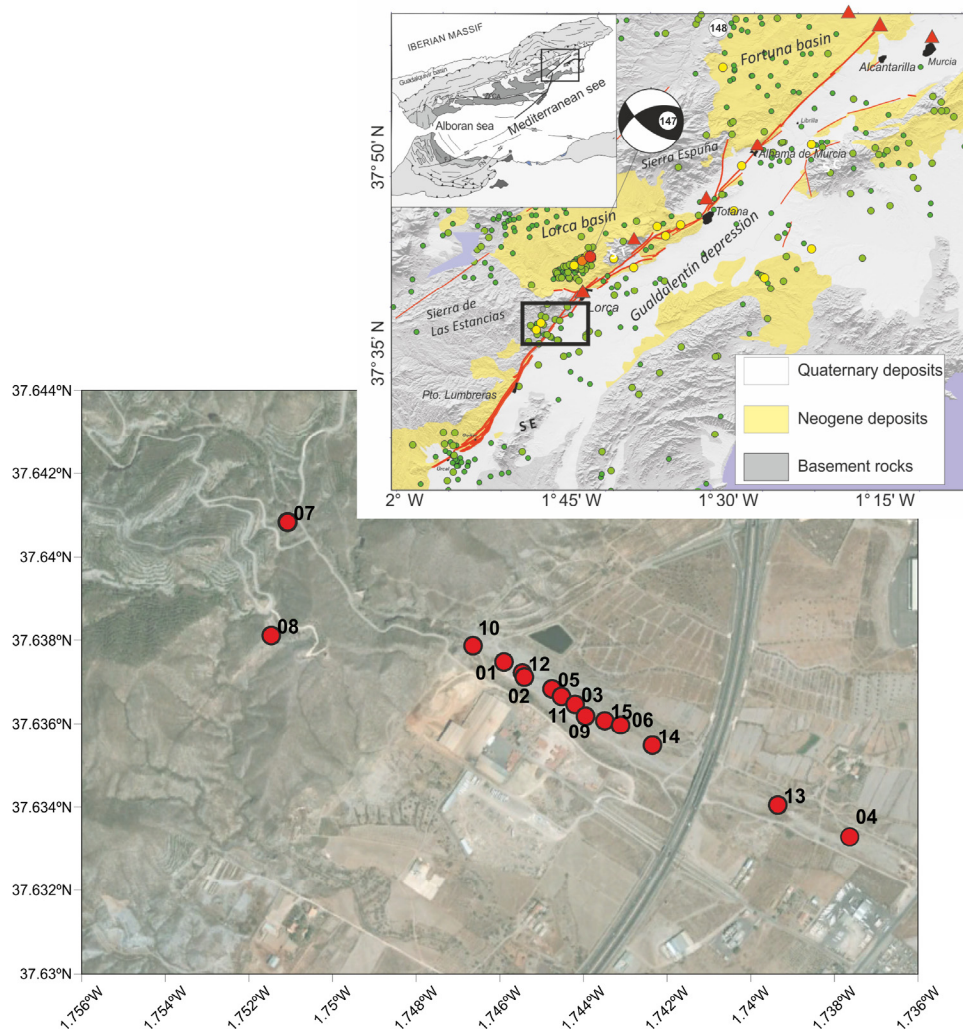 IBERIAN MASSIF
Guadalquivir basin
Alboran sea
Mediterranean see
148
Fortuna basin
Alcantarilla
Murcia
Librilla
147
Sierra Espuña
Alhama de Murcia
Totana
Lorca basin
Gualdalentin depression
Lorca
Sierra de
Las Estancias
Pto. Lumbreras
S E
37° 50' N
37° 35' N
2° W
1°45' W
1°30' W
1°15' W
Quaternary deposits
Neogene deposits
Basement rocks
37.644ºN
37.642ºN
37.64ºN
37.638ºN
37.636ºN
37.634ºN
37.632ºN
37.63ºN
07
08
10
01
12
02
05
03
11
09
15
06
14
13
04
1.756ºW
1.754ºW
1.752ºW
1.75ºW
1.748ºW
1.746ºW
1.744ºW
1.742ºW
1.74ºW
1.738ºW
1.736ºW